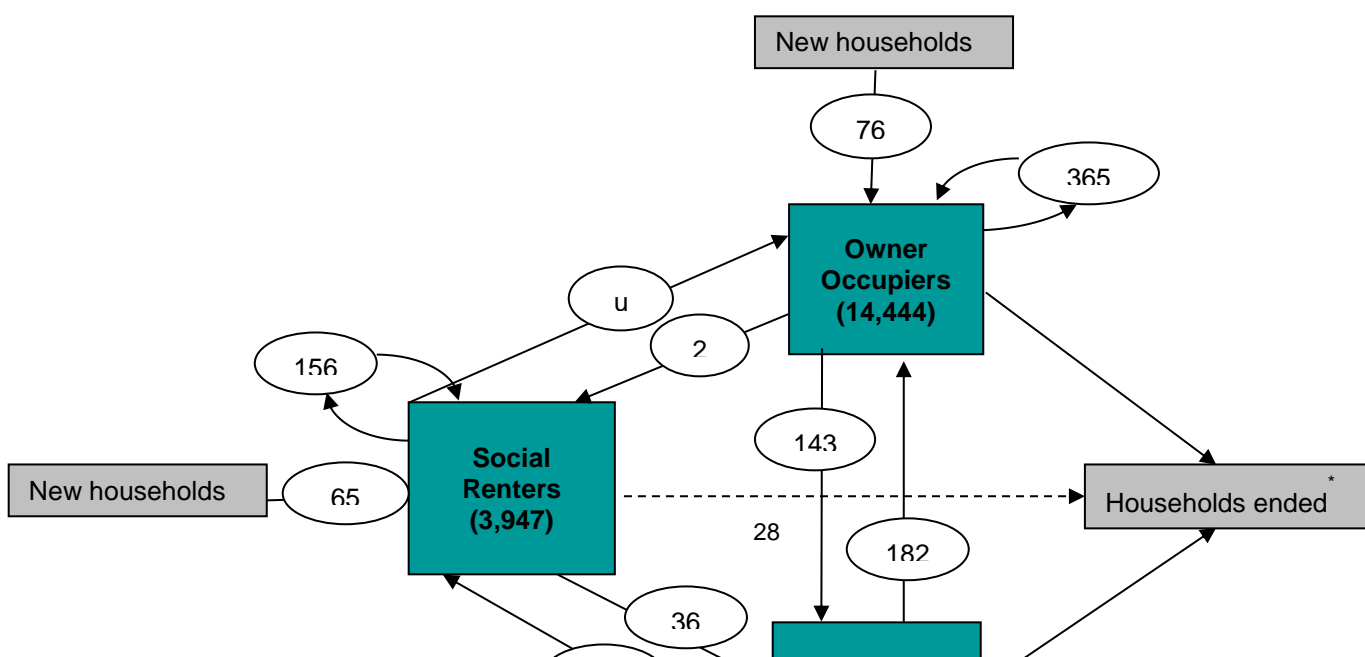 New households
76
365
Owner
Occupiers
(14,444)
u
2
156
143
Social
Renters
(3,947)
New households
65
*
Households ended
28
182
36